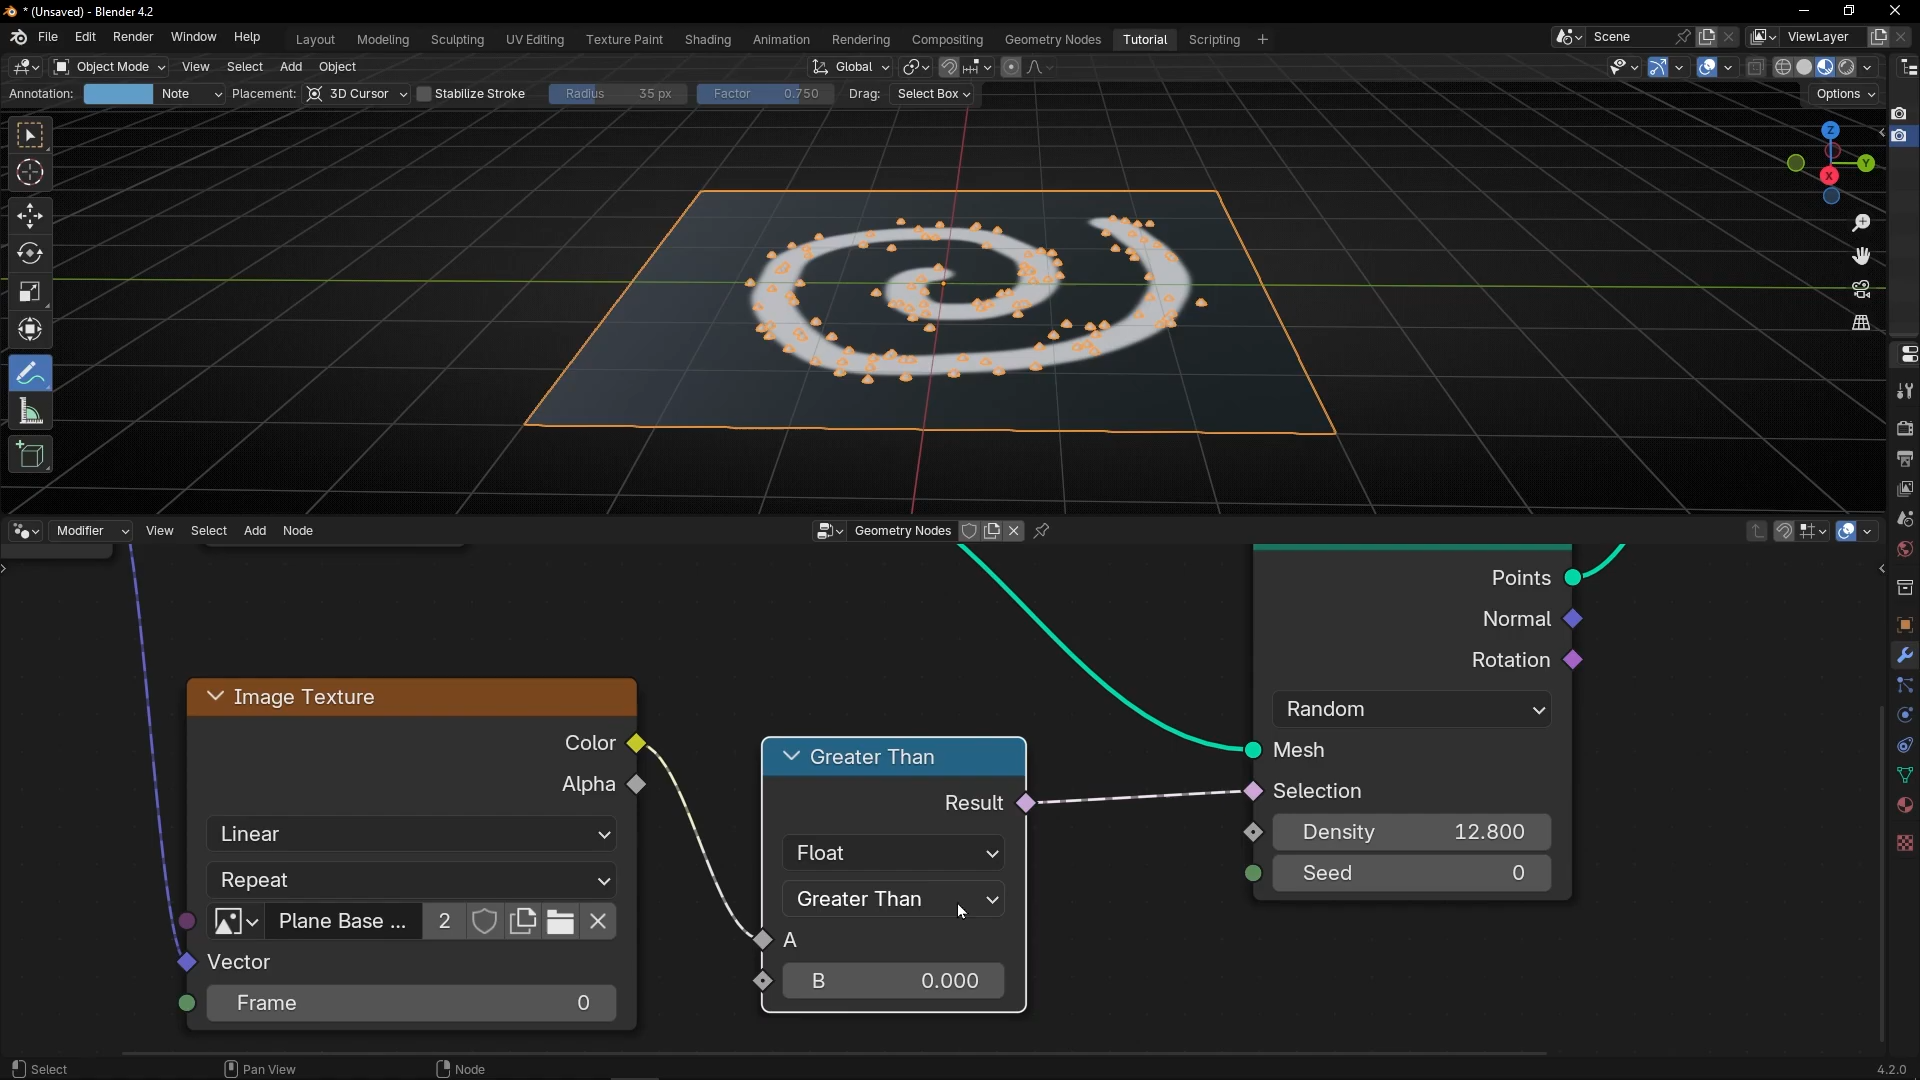 * (Unsaved) - Blender 4.2
File Edit Render Window Help Layout Modeling Sculpting UV Editing Texture Paint Shading Animation Rendering Compositing Geometry Nodes Tutorial Scripting + Scene ViewLayer
Object Mode View Select Add Object Global
Annotation: Note Placement: 3D Cursor Stabilize Stroke Radius 35 px Factor 0.750 Drag: Select Box Options
Z
Y
X
Modifier View Select Add Node Geometry Nodes
Points
Normal
Rotation
Random
Mesh
Selection
Density 12.800
Seed 0
Image Texture
Color
Alpha
Linear
Repeat
Plane Base ... 2
Vector
Frame 0
Greater Than
Result
Float
Greater Than
A
B 0.000
Select Pan View Node 4.2.0